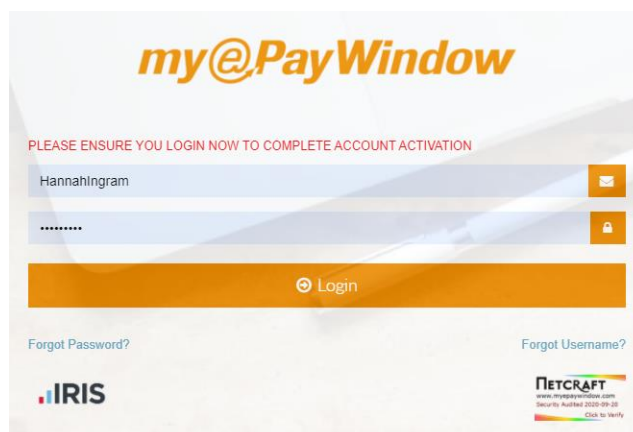 my@PayWindow
PLEASE ENSURE YOU LOGIN NOW TO COMPLETE ACCOUNT ACTIVATION
HannahIngram
•••••••••
Login
Forgot Password?
Forgot Username?
IRIS
NETCRAFT
www.myepaywindow.com
Security Audited 2020-09-20
Click to Verify